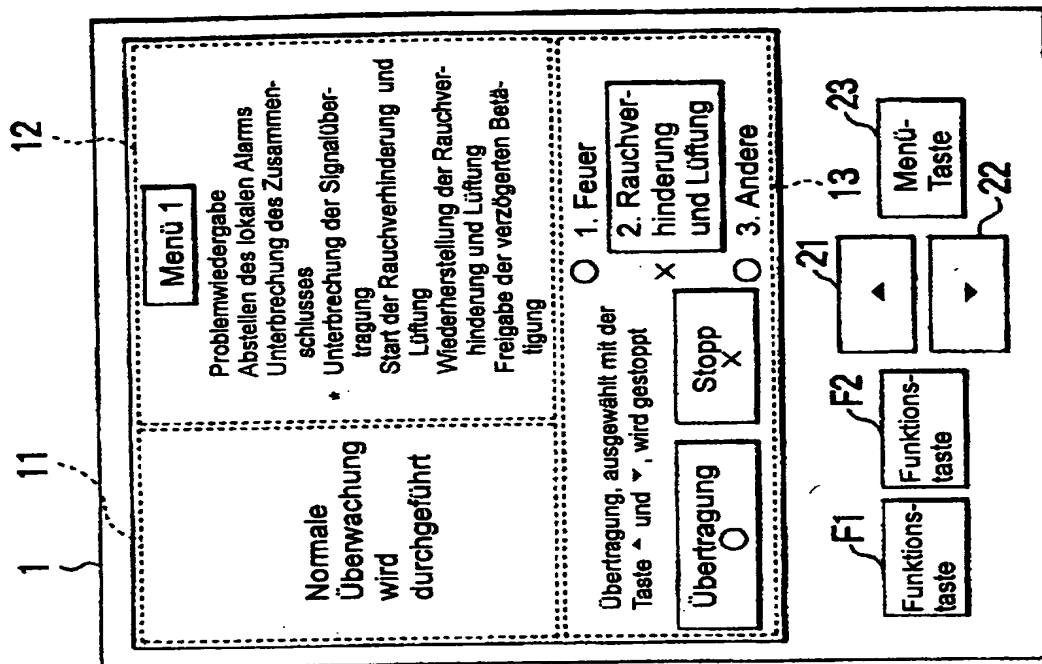 1
11
12
Normale
Überwachung
wird
durchgeführt
Menü 1
Problemwiedergabe
Abstellen des lokalen Alarms
Unterbrechung des Zusammen-
schlusses
* Unterbrechung der Signalüber-
tragung
Start der Rauchverhinderung und
Lüftung
Wiederherstellung der Rauchver-
hinderung und Lüftung
Freigabe der verzögerten Betä-
tigung
Übertragung, ausgewählt mit der
Taste ▲ und ▼, wird gestoppt
Übertragung
O
Stopp
X
O 1. Feuer
X 2. Rauchver-
hinderung
und Lüftung
O 3. Andere
13
F1
Funktions-
taste
F2
Funktions-
taste
21
▲
▼
22
23
Menü-
Taste